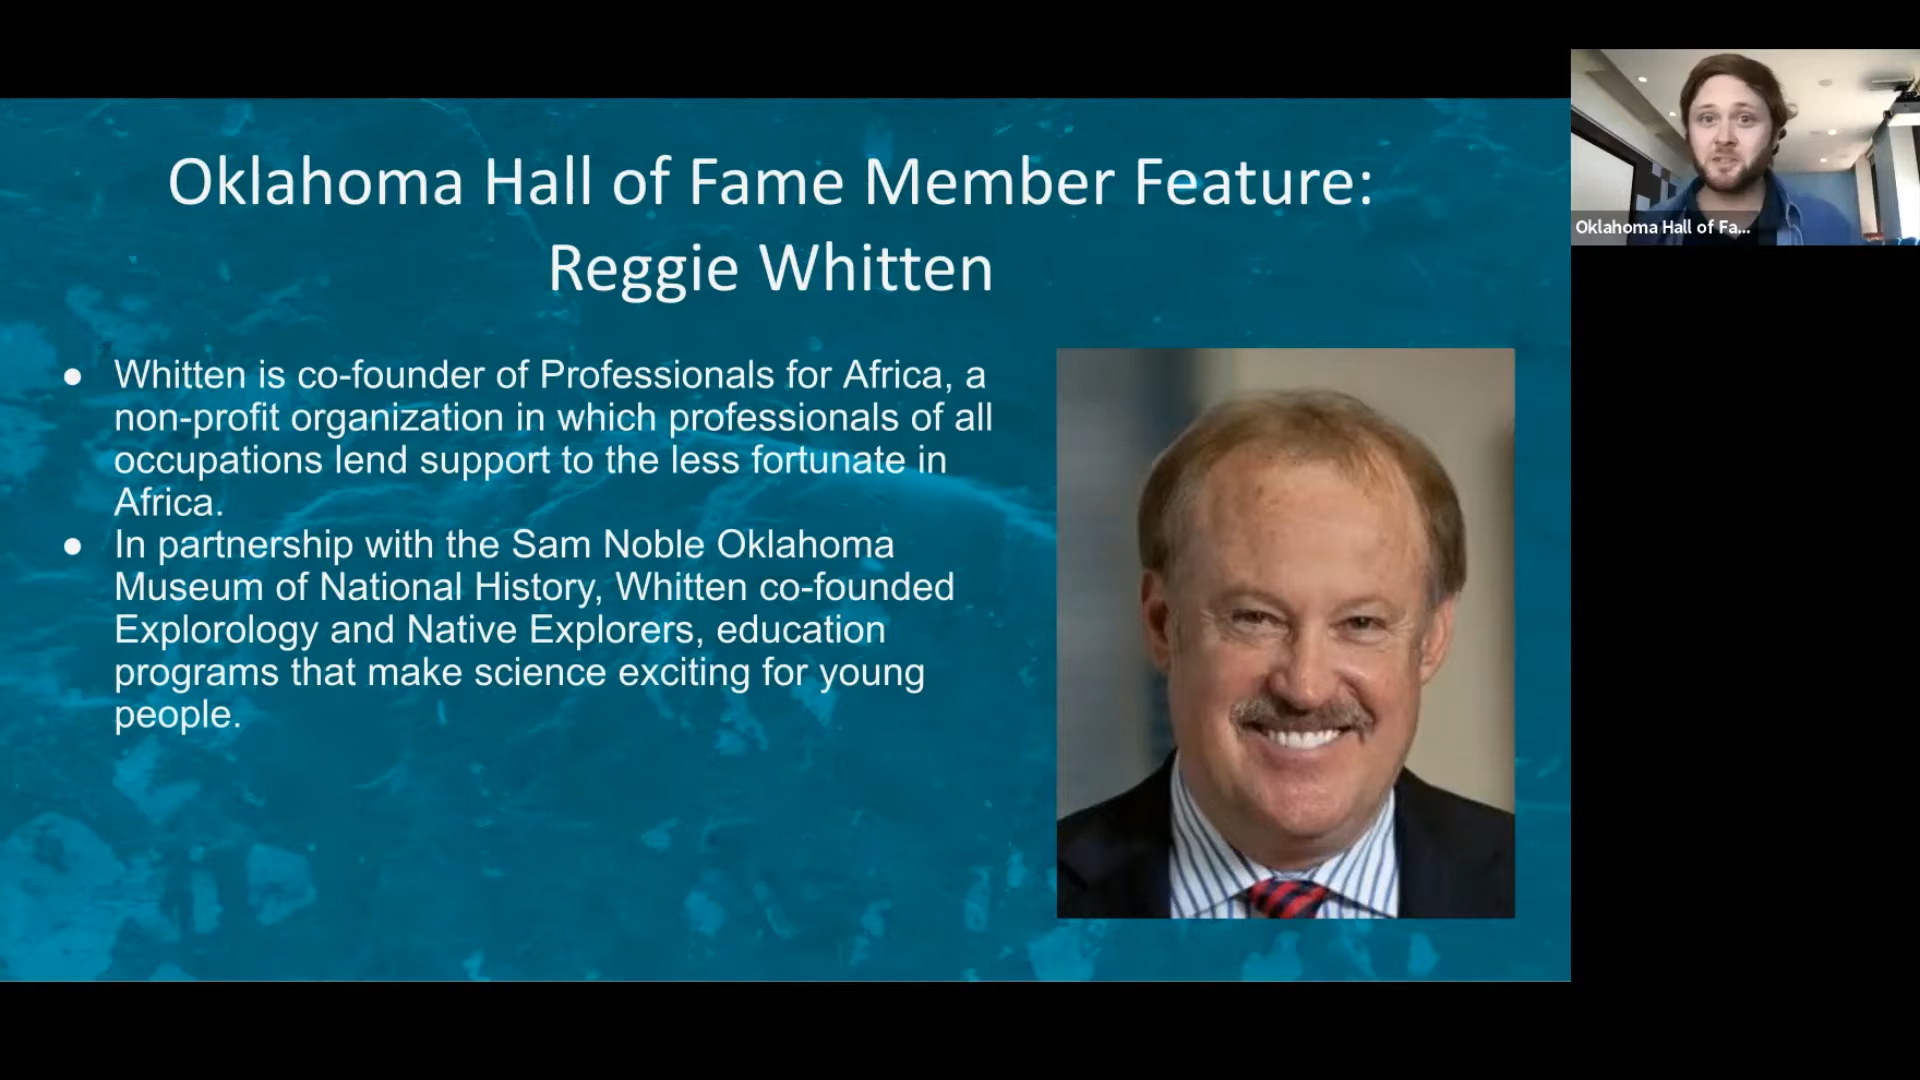 Oklahoma Hall of Fame Member Feature:
Reggie Whitten
● Whitten is co-founder of Professionals for Africa, a
non-profit organization in which professionals of all
occupations lend support to the less fortunate in
Africa.
● In partnership with the Sam Noble Oklahoma
Museum of National History, Whitten co-founded
Explorology and Native Explorers, education
programs that make science exciting for young
people.
Oklahoma Hall of Fa...